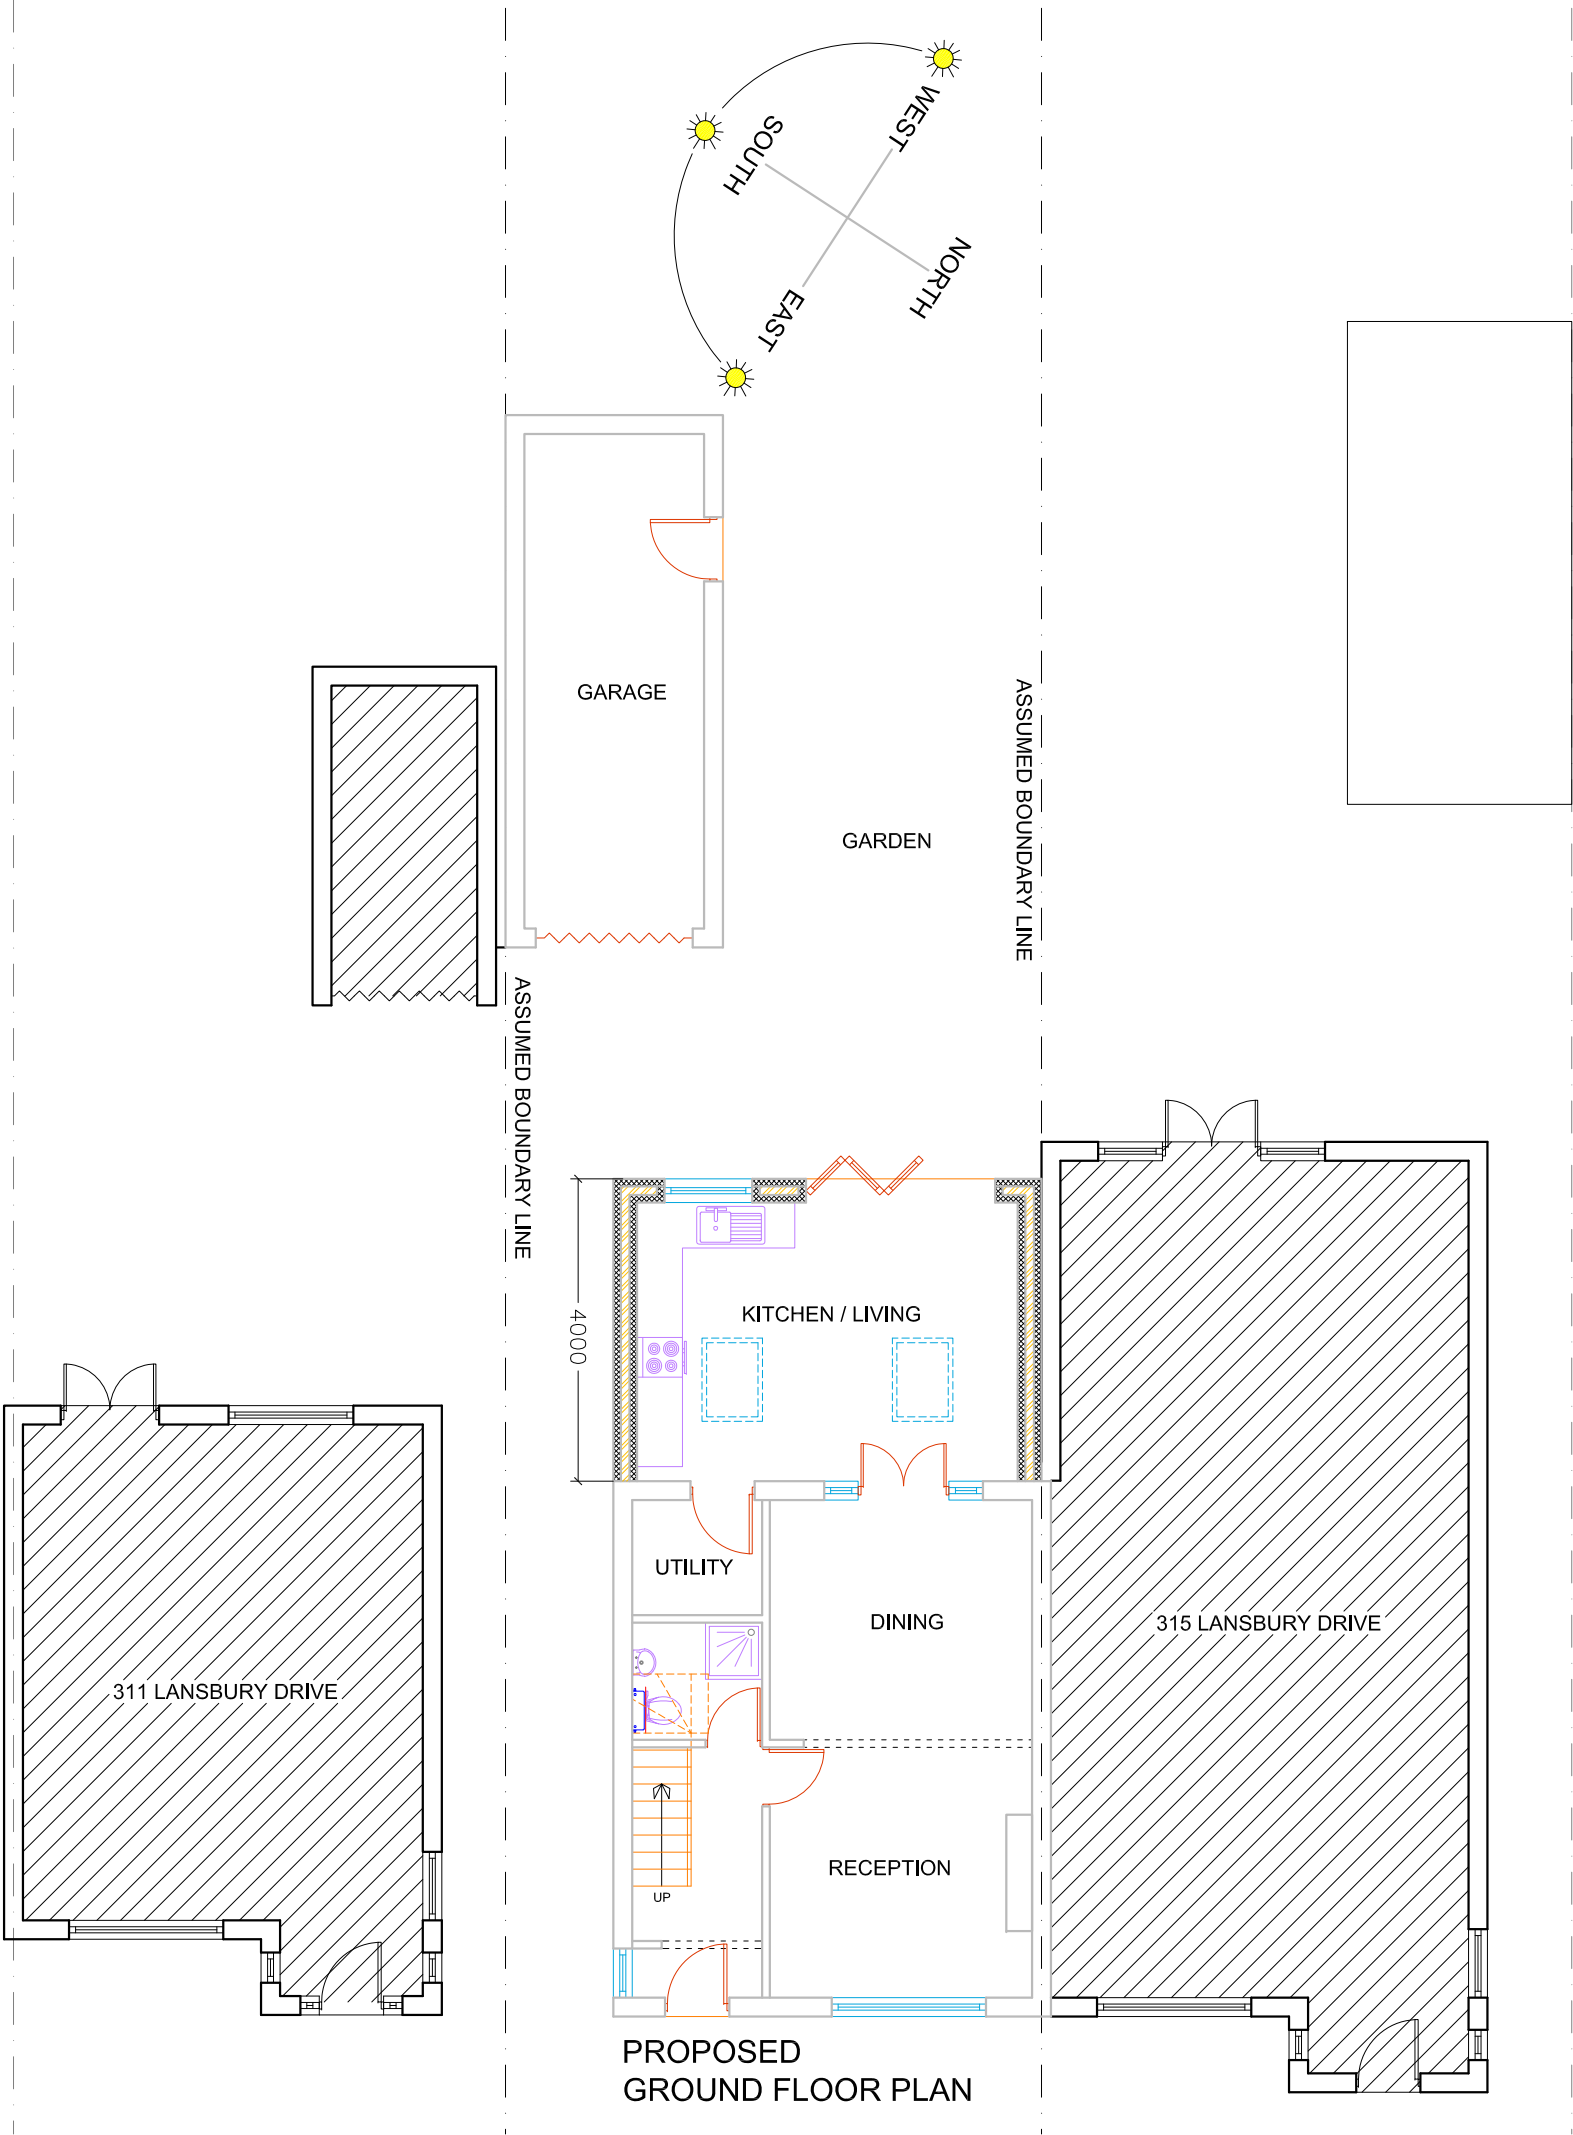 WEST
SOUTH
NORTH
EAST
GARAGE
ASSUMED BOUNDARY LINE
GARDEN
ASSUMED BOUNDARY LINE
KITCHEN / LIVING
4000
UTILITY
DINING
315 LANSBURY DRIVE
311 LANSBURY DRIVE
RECEPTION
UP
PROPOSED
GROUND FLOOR PLAN